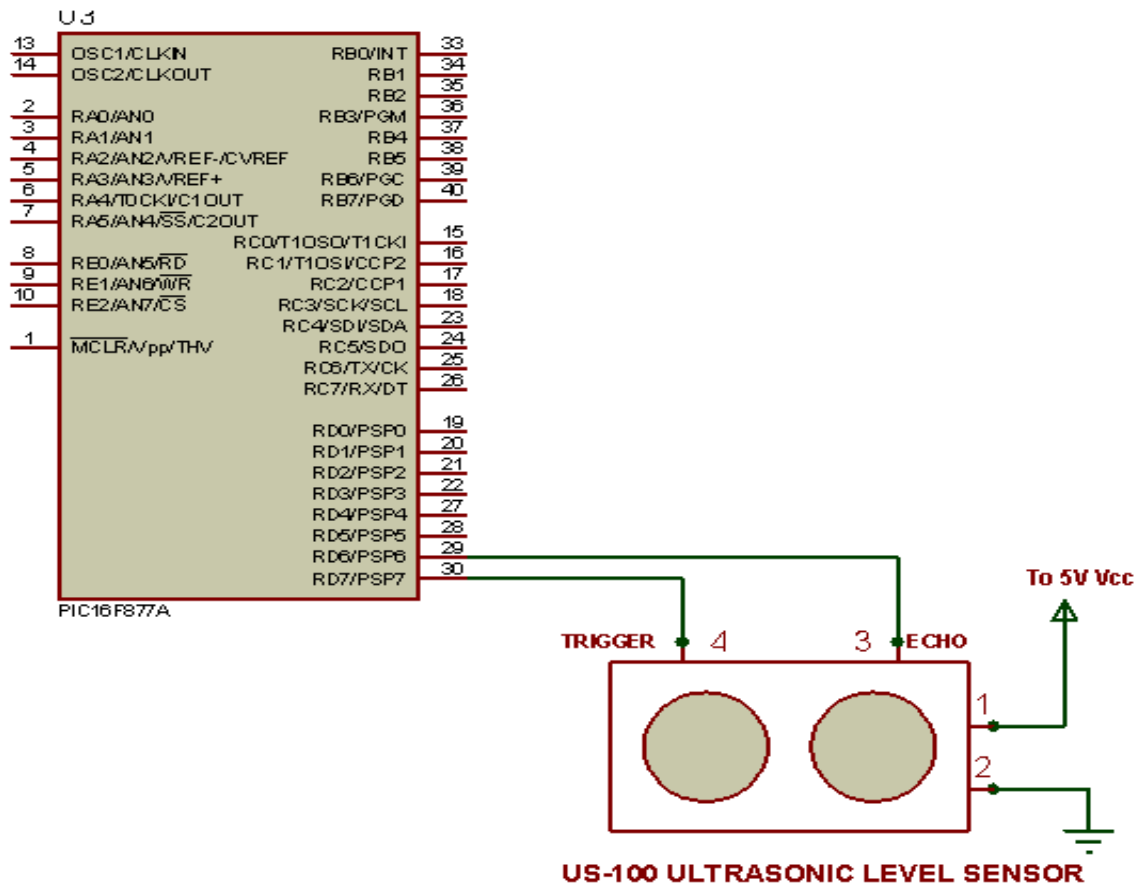 U3
13 OSC1/CLKIN
14 OSC2/CLKOUT
2 RA0/AN0
3 RA1/AN1
4 RA2/AN2/VREF-/CVREF
5 RA3/AN3/VREF+
6 RA4/T0CKI/C1OUT
7 RA5/AN4/SS/C2OUT
8 RE0/AN5/RD
9 RE1/AN6/WR
10 RE2/AN7/CS
1 MCLR/Vpp/THV
RB0/INT 33
RB1 34
RB2 35
RB3/PGM 36
RB4 37
RB5 38
RB6/PGC 39
RB7/PGD 40
RC0/T1OSO/T1CKI 15
RC1/T1OSI/CCP2 16
RC2/CCP1 17
RC3/SCK/SCL 18
RC4/SDI/SDA 23
RC5/SDO 24
RC6/TX/CK 25
RC7/RX/DT 26
RD0/PSP0 19
RD1/PSP1 20
RD2/PSP2 21
RD3/PSP3 22
RD4/PSP4 27
RD5/PSP5 28
RD6/PSP6 29
RD7/PSP7 30
PIC16F877A
To 5V Vcc
TRIGGER 4 3 ECHO
1
2
US-100 ULTRASONIC LEVEL SENSOR